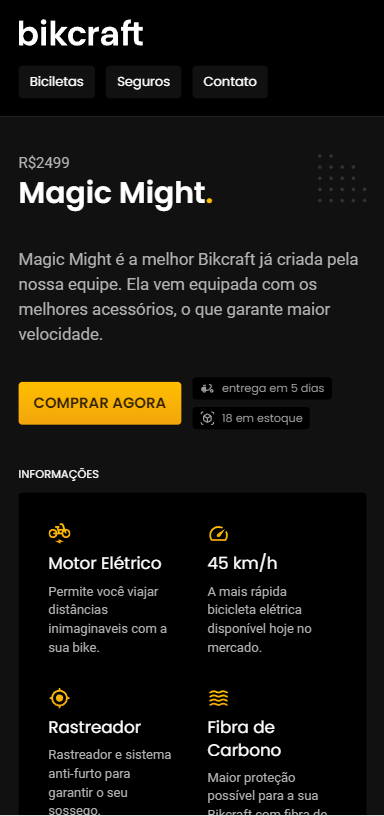 bikcraft
Biciletas Seguros Contato
R$2499
Magic Might.
Magic Might é a melhor Bikcraft já criada pela
nossa equipe. Ela vem equipada com os
melhores acessórios, o que garante maior
velocidade.
COMPRAR AGORA
entrega em 5 dias
18 em estoque
INFORMAÇÕES
Motor Elétrico
Permite você viajar
distâncias
inimaginaveis com a
sua bike.
45 km/h
A mais rápida
bicicleta elétrica
disponível hoje no
mercado.
Rastreador
Rastreador e sistema
anti-furto para
garantir o seu
sossego.
Fibra de
Carbono
Maior proteção
possível para a sua
Bikcraft com fibra de